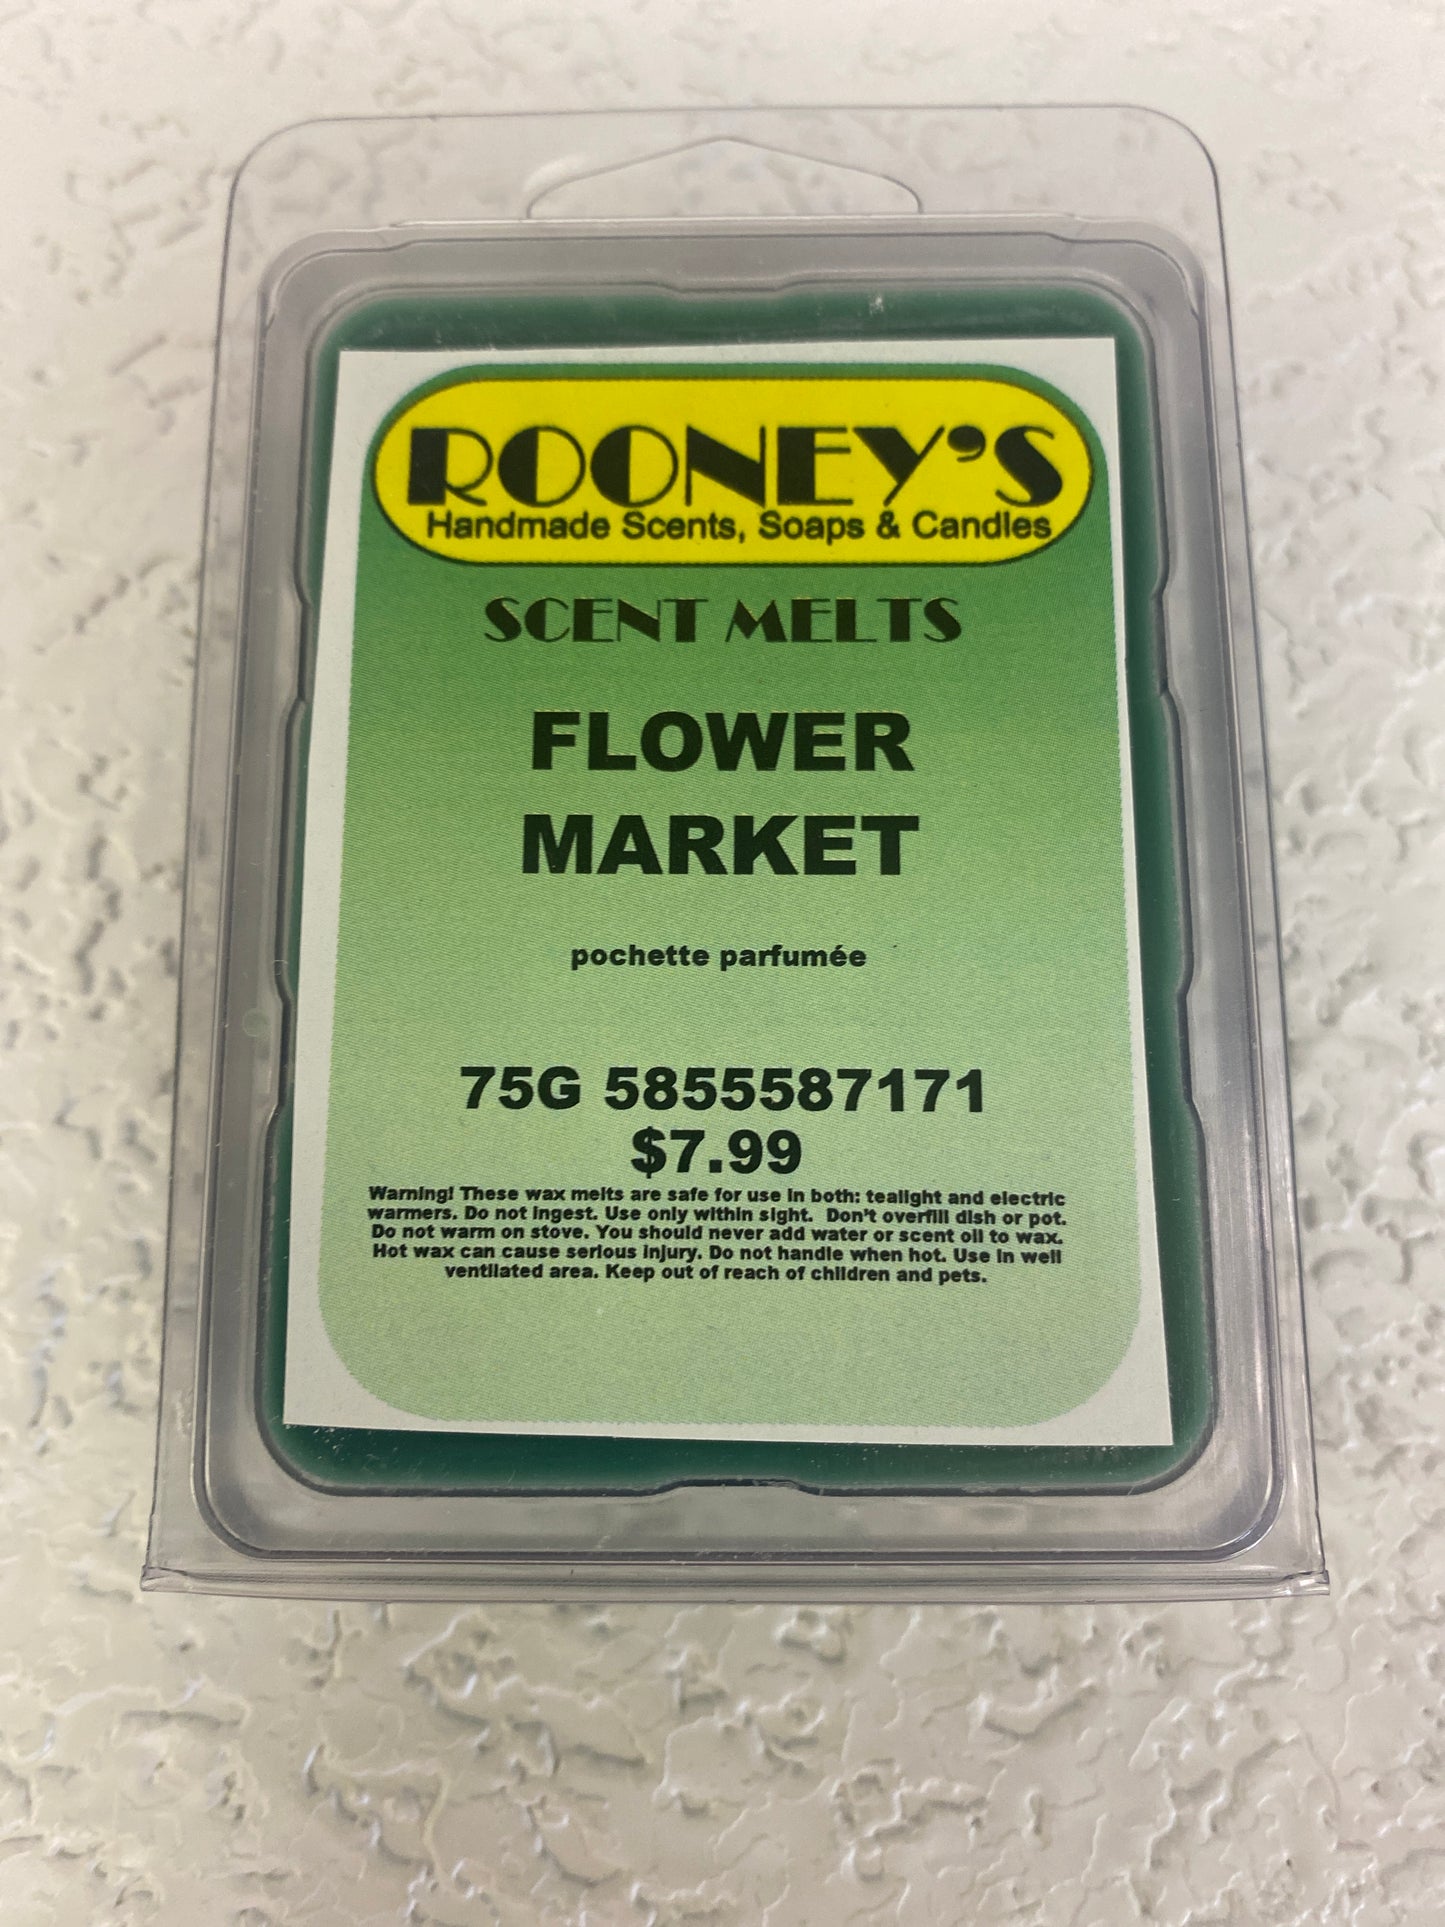 ROONEY'S
Handmade Scents, Soaps & Candles
SCENT MELTS
FLOWER
MARKET
pochette parfumée
75G 5855587171
$7.99
Warning! These wax melts are safe for use in both: tealight and electric
warmers. Do not ingest. Use only within sight. Don't overfill dish or pot.
Do not warm on stove. You should never add water or scent oil to wax.
Hot wax can cause serious injury. Do not handle when hot. Use in well
ventilated area. Keep out of reach of children and pets.